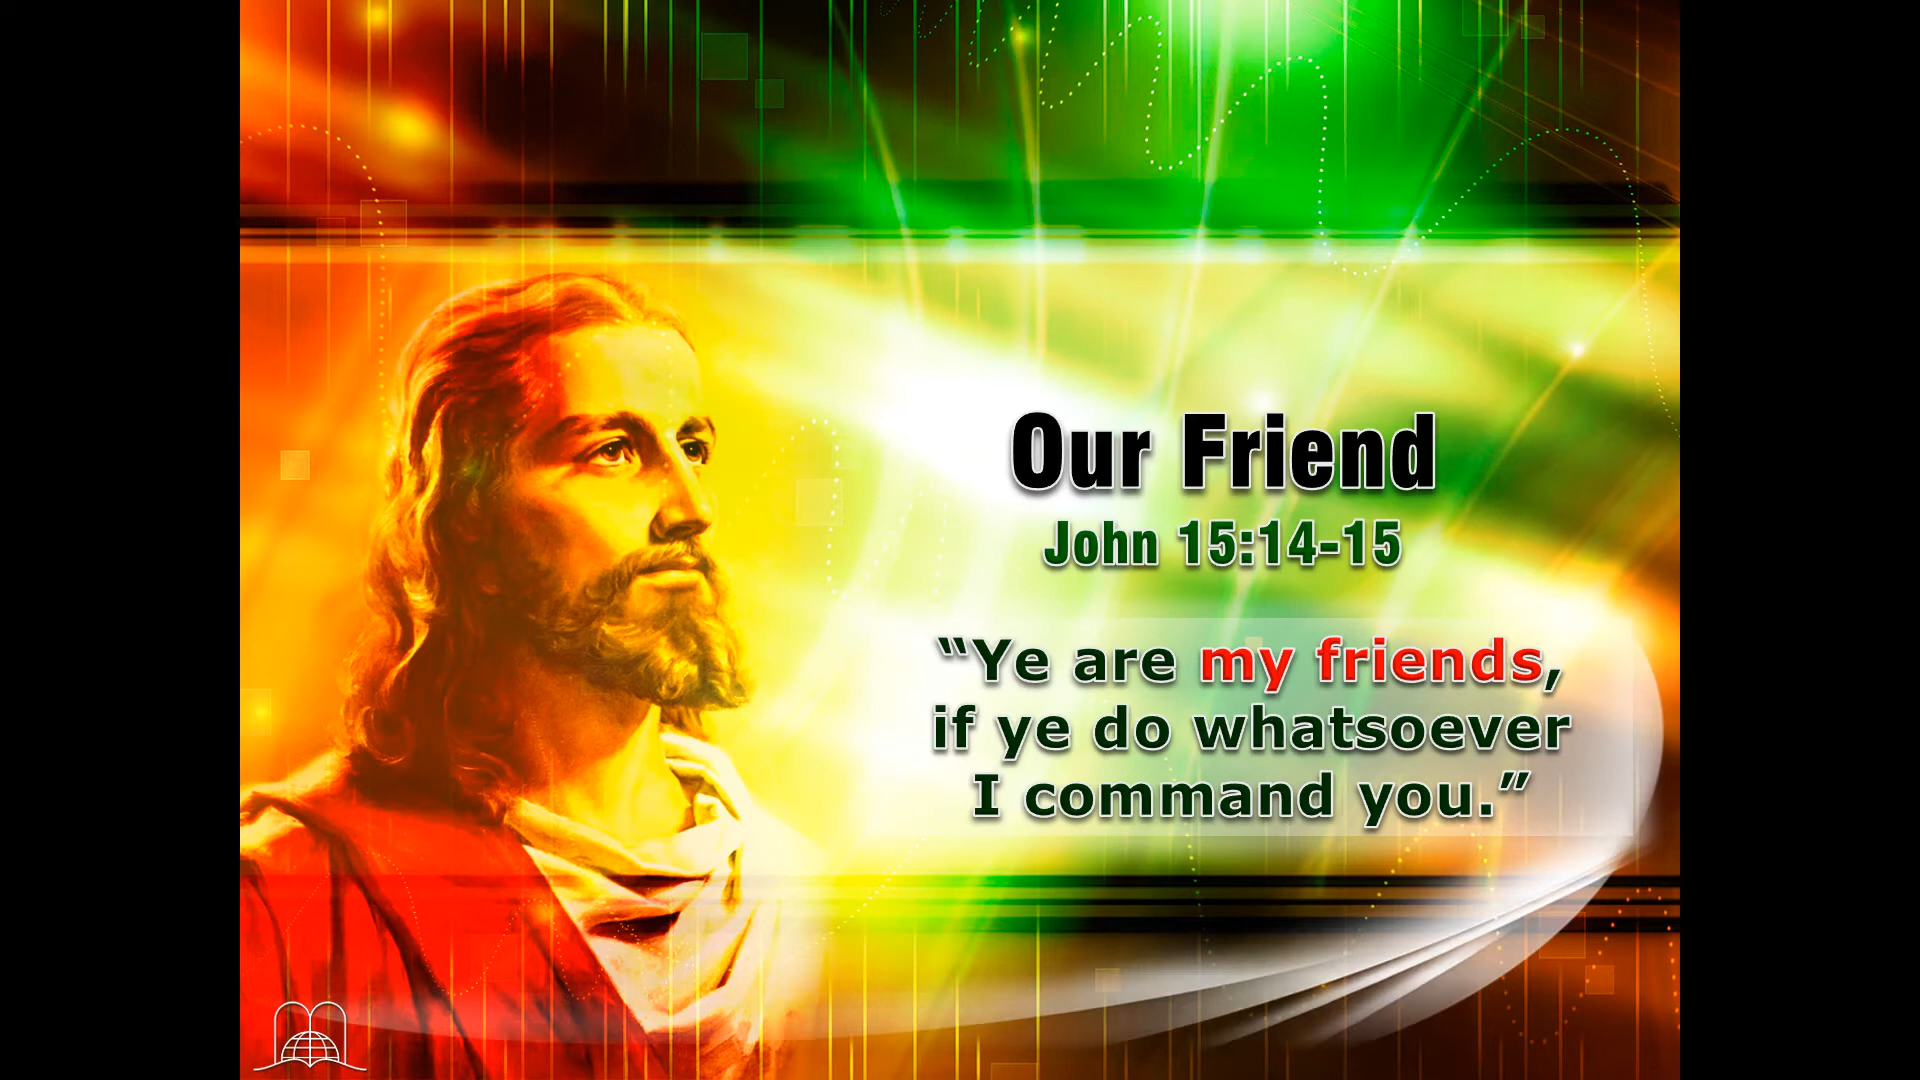 Our Friend
John 15:14-15
“Ye are my friends,
if ye do whatsoever
I command you.”